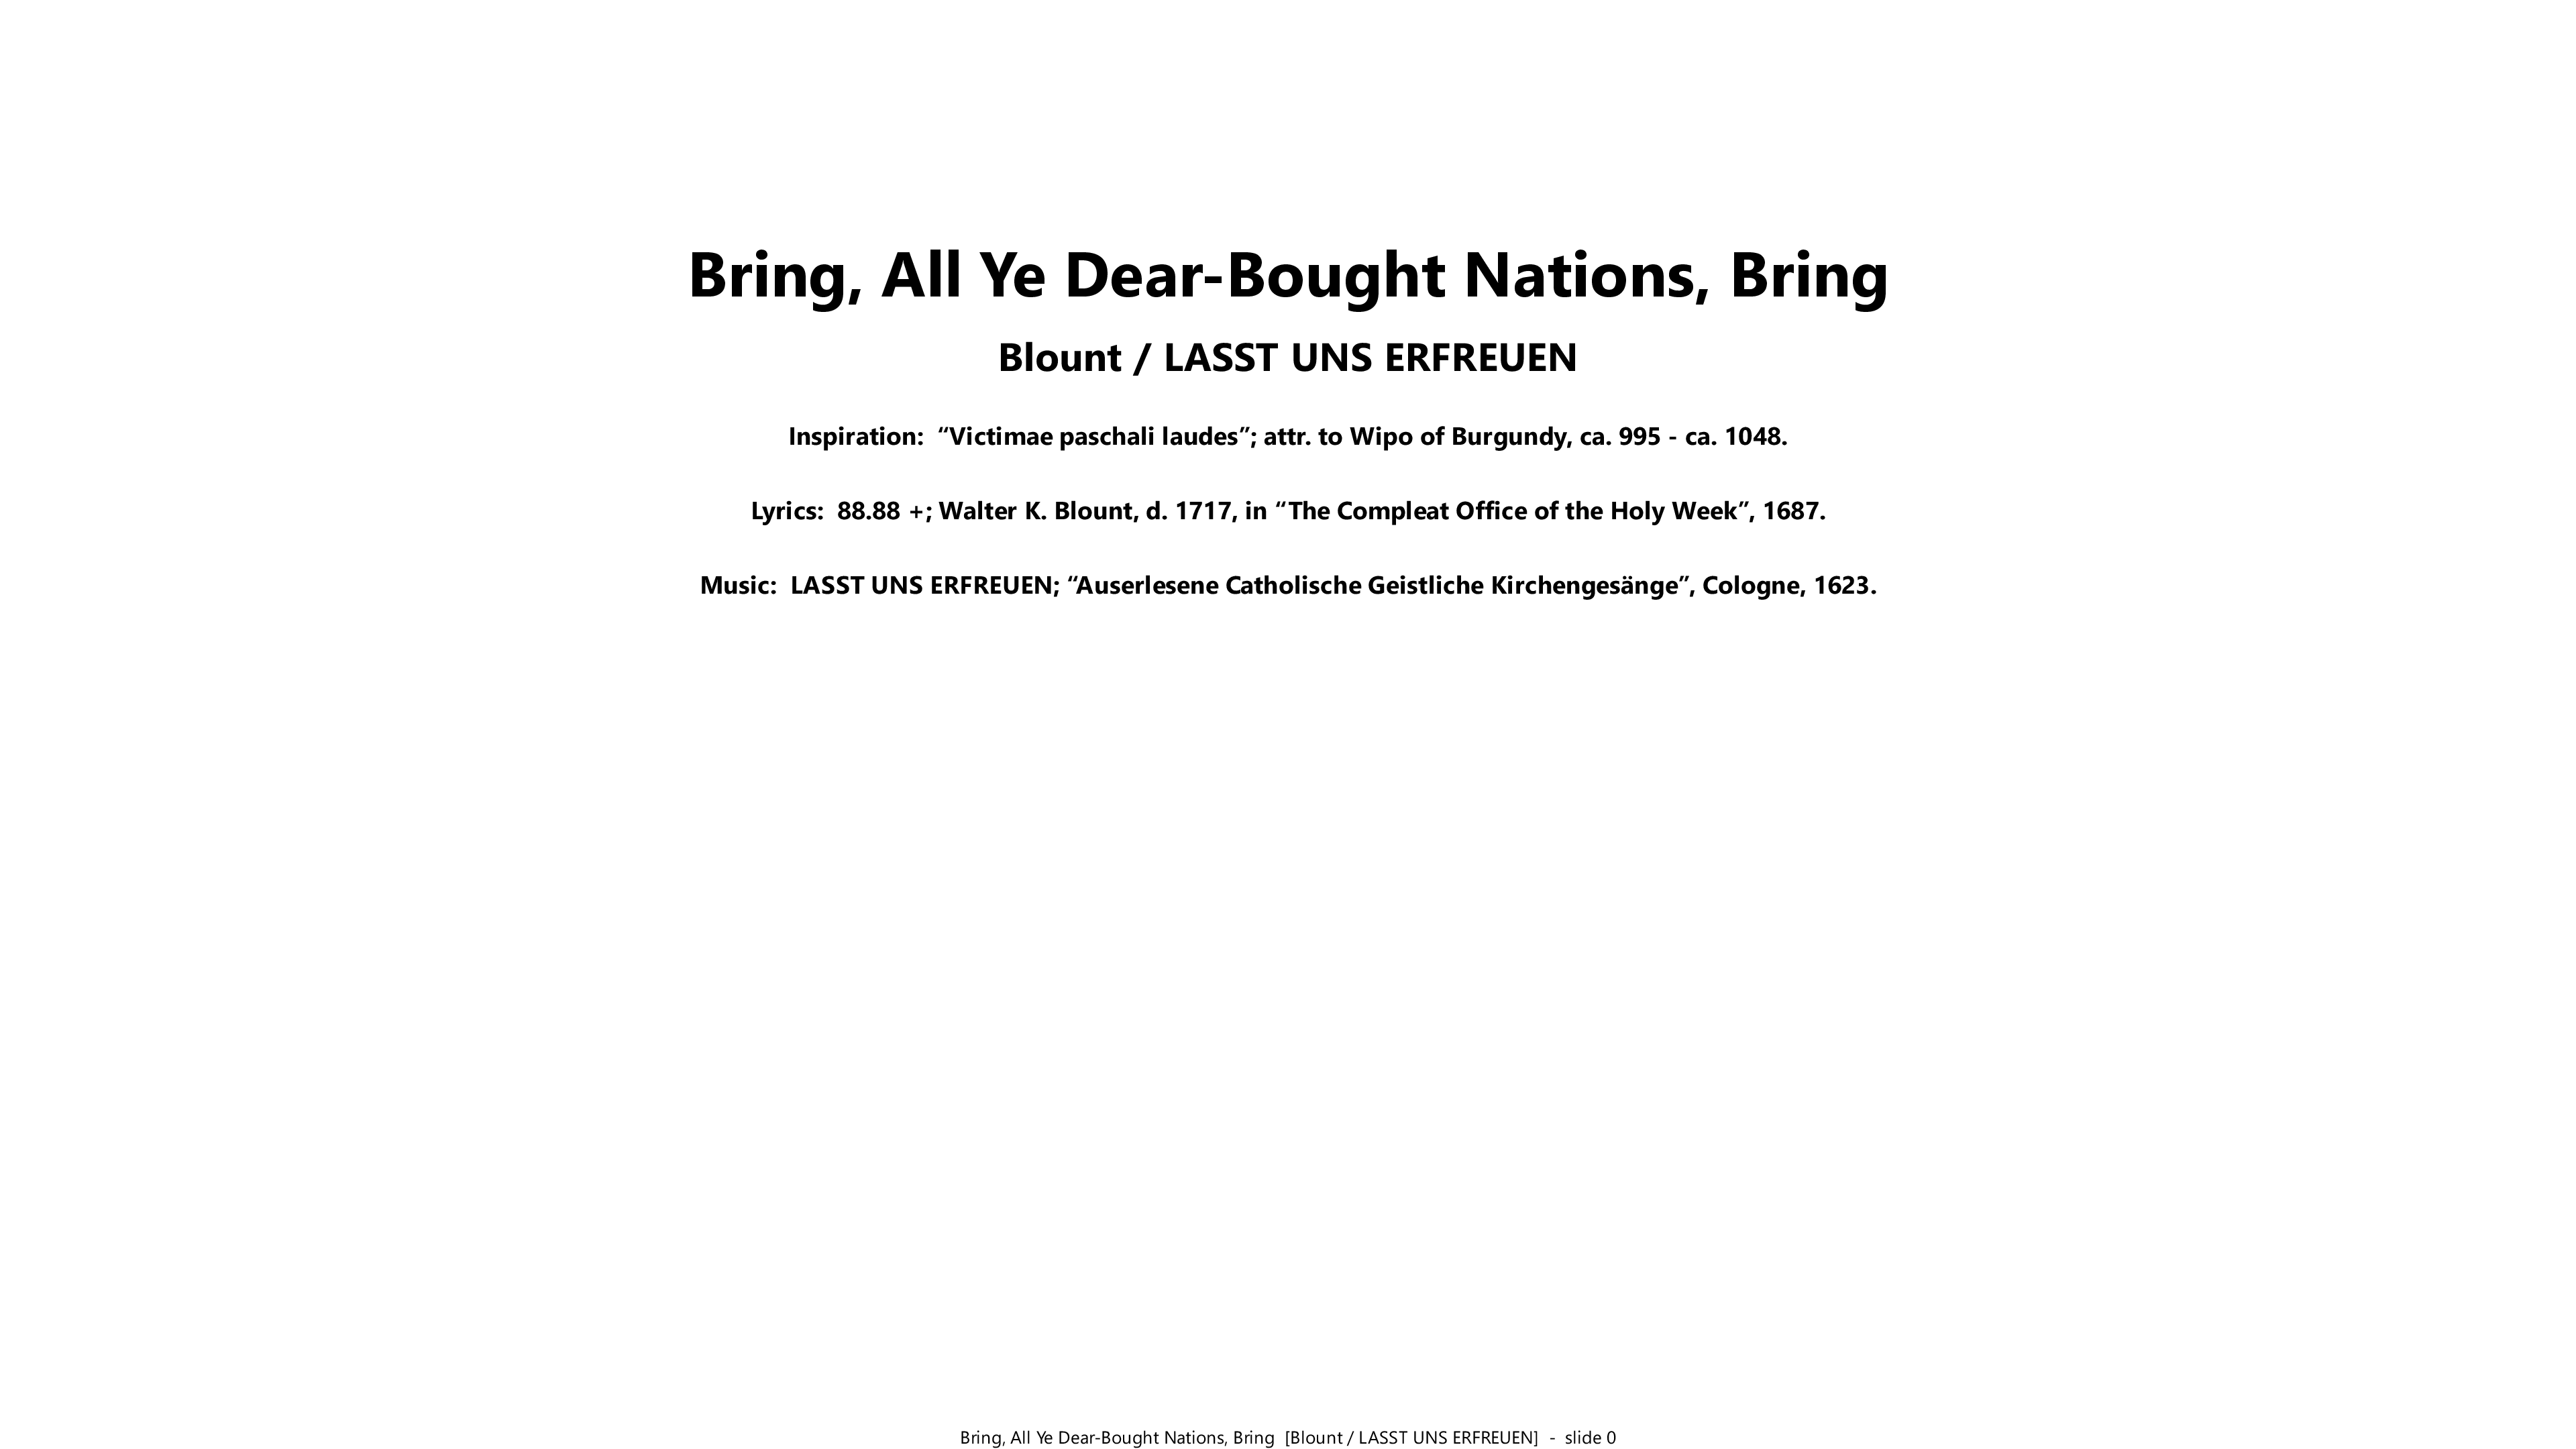 Bring, All Ye Dear-Bought Nations, Bring
Blount / LASST UNS ERFREUEN
Inspiration:  “Victimae paschali laudes”; attr. to Wipo of Burgundy, ca. 995 - ca. 1048.
Lyrics:  88.88 +; Walter K. Blount, d. 1717, in “The Compleat Office of the Holy Week”, 1687.
Music:  LASST UNS ERFREUEN; “Auserlesene Catholische Geistliche Kirchengesänge”, Cologne, 1623.
Bring, All Ye Dear-Bought Nations, Bring  [Blount / LASST UNS ERFREUEN]  -  slide 0